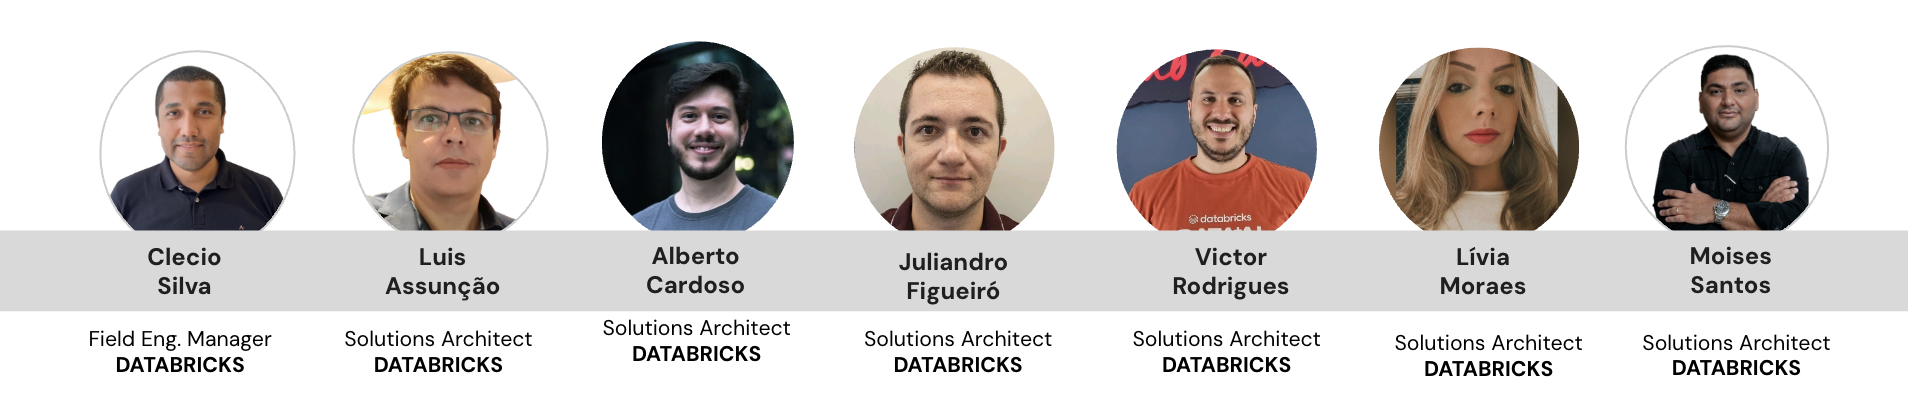 databricks
Clecio
Silva
Field Eng. Manager
DATABRICKS
Luis
Assunção
Solutions Architect
DATABRICKS
Alberto
Cardoso
Solutions Architect
DATABRICKS
Juliandro
Figueiró
Solutions Architect
DATABRICKS
Victor
Rodrigues
Solutions Architect
DATABRICKS
Lívia
Moraes
Solutions Architect
DATABRICKS
Moises
Santos
Solutions Architect
DATABRICKS